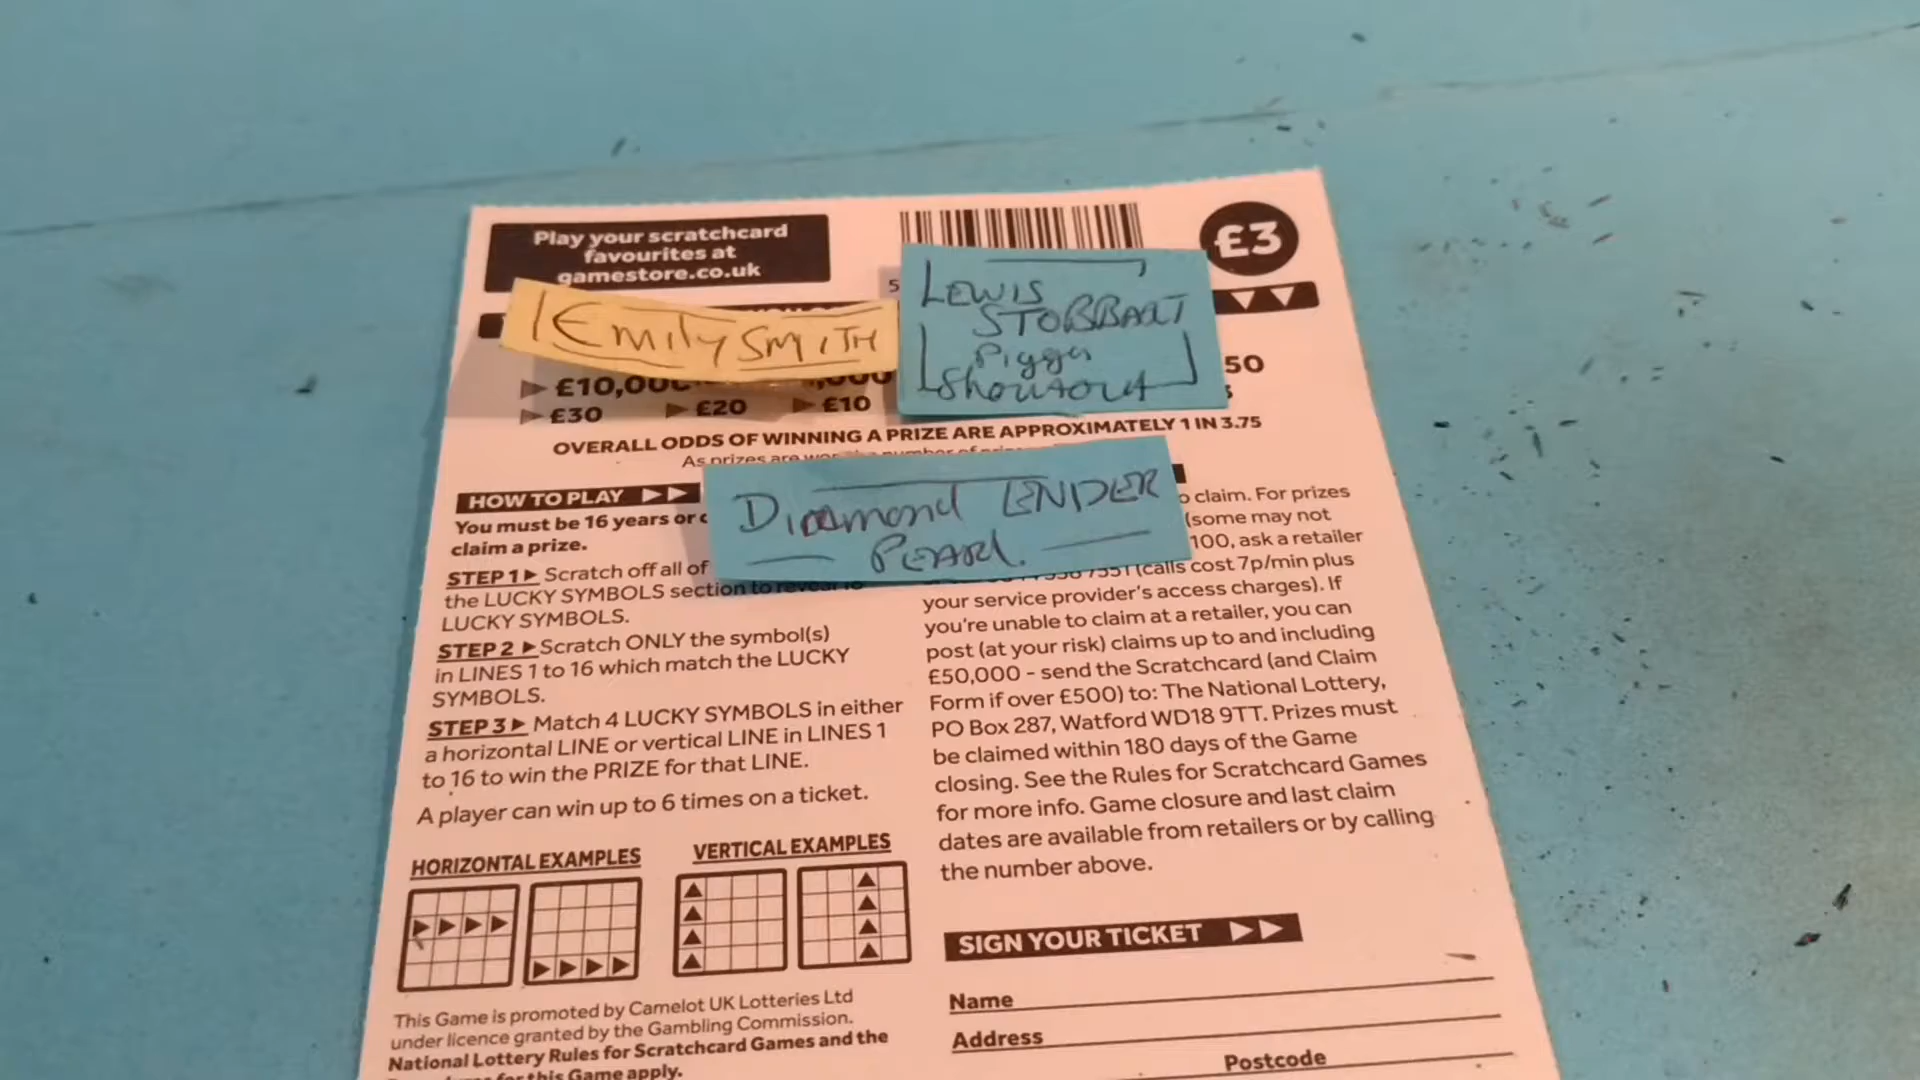 Play your scratchcard
favourites at
gamestore.co.uk
£3
5
Emily SMITH
LEWIS
STOBBART
Pigger
Shoutout
▶ £10,000
,000
50
▶ £30 ▶ £20 ▶ £10
OVERALL ODDS OF WINNING A PRIZE ARE APPROXIMATELY 1 IN 3.75
As prizes are
Diamond ENDER
PEARL.
HOW TO PLAY ▶▶
You must be 16 years or
claim a prize.
STEP 1▶ Scratch off all of
the LUCKY SYMBOLS section to reveal
LUCKY SYMBOLS.
STEP 2▶ Scratch ONLY the symbol(s)
in LINES 1 to 16 which match the LUCKY
SYMBOLS.
STEP 3▶ Match 4 LUCKY SYMBOLS in either
a horizontal LINE or vertical LINE in LINES 1
to 16 to win the PRIZE for that LINE.
A player can win up to 6 times on a ticket.
HORIZONTAL EXAMPLES
VERTICAL EXAMPLES
This Game is promoted by Camelot UK Lotteries Ltd
under licence granted by the Gambling Commission.
National Lottery Rules for Scratchcard Games and the
for this Game apply.
claim. For prizes
(some may not
100, ask a retailer
(calls cost 7p/min plus
your service provider's access charges). If
you're unable to claim at a retailer, you can
post (at your risk) claims up to and including
£50,000 - send the Scratchcard (and Claim
Form if over £500) to: The National Lottery,
PO Box 287, Watford WD18 9TT. Prizes must
be claimed within 180 days of the Game
closing. See the Rules for Scratchcard Games
for more info. Game closure and last claim
dates are available from retailers or by calling
the number above.
SIGN YOUR TICKET ▶▶
Name
Address
Postcode